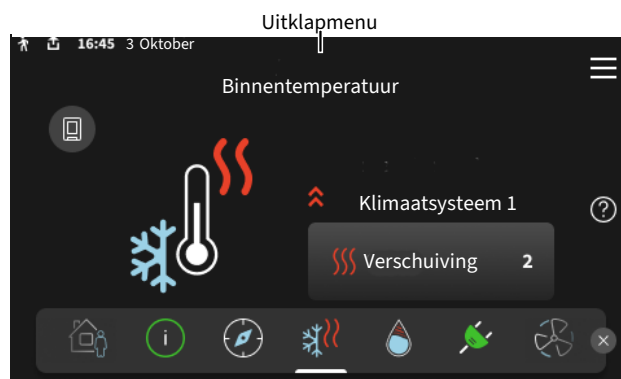 Uitklapmenu
16:45 3 Oktober
Binnentemperatuur
Klimaatsysteem 1
?
Verschuiving 2
i